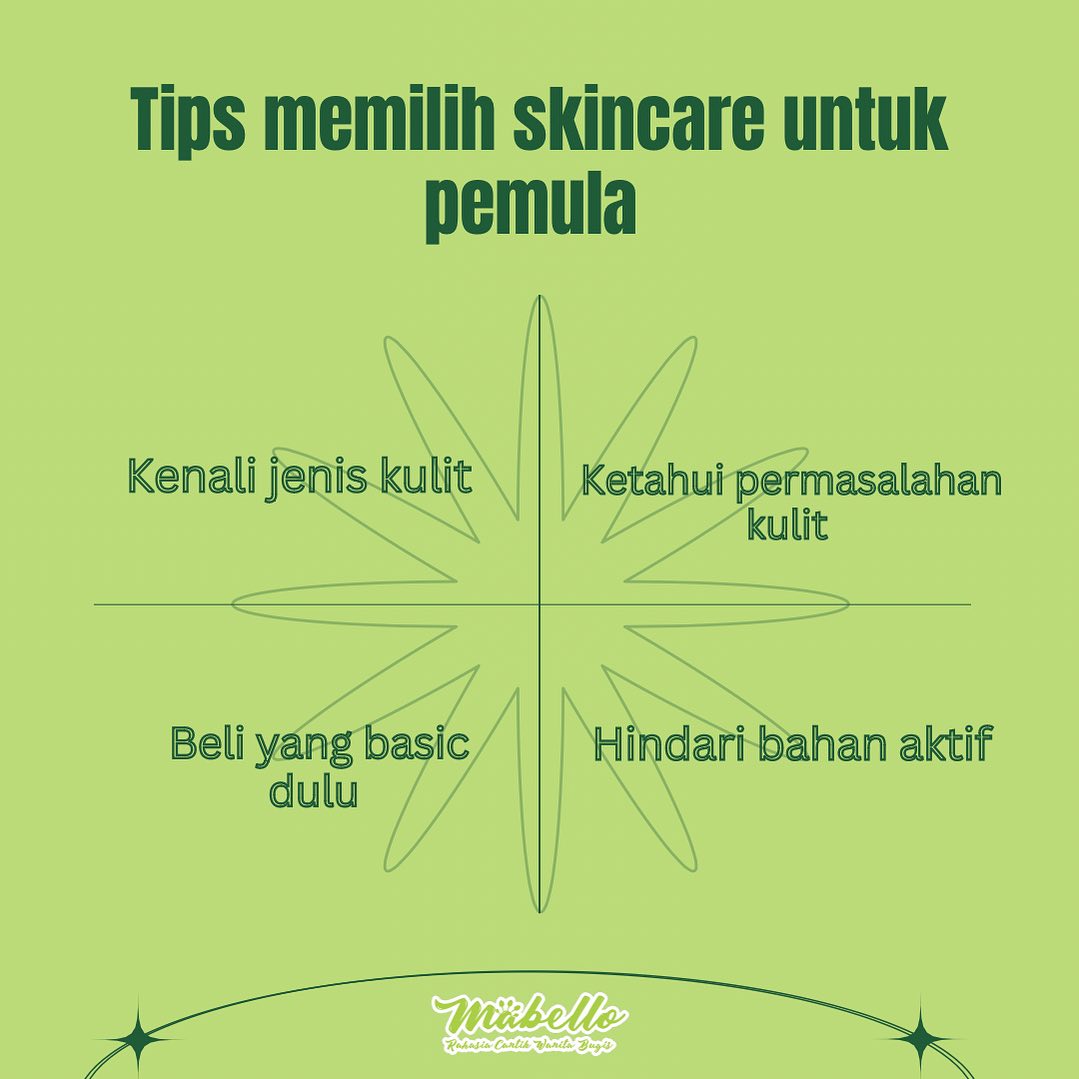 Tips memilih skincare untuk
pemula
Kenali jenis kulit
Ketahui permasalahan
kulit
Beli yang basic
dulu
Hindari bahan aktif
Mabello
Rahasia Cantik Wanita Bugis